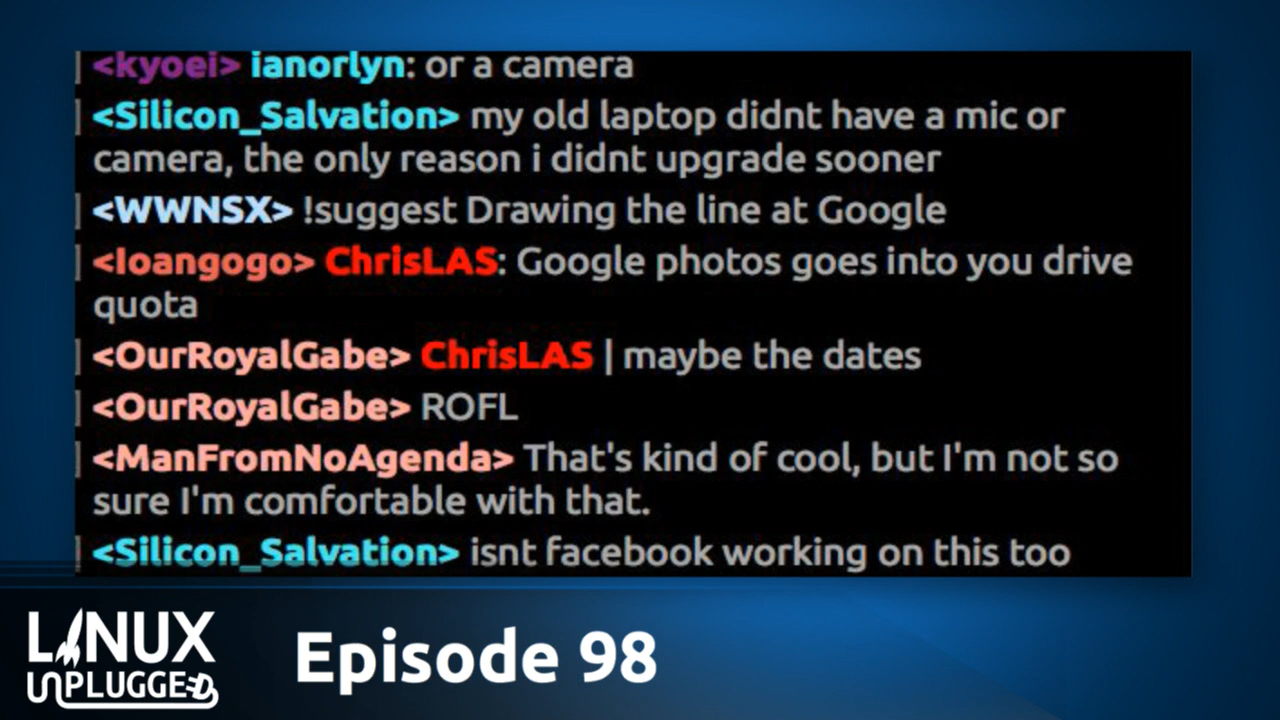 | <kyoei> ianorlyn: or a camera
| <Silicon_Salvation> my old laptop didnt have a mic or
camera, the only reason i didnt upgrade sooner
| <WWNSX> !suggest Drawing the line at Google
| <loangogo> ChrisLAS: Google photos goes into you drive
quota
| <OurRoyalGabe> ChrisLAS | maybe the dates
| <OurRoyalGabe> ROFL
| <ManFromNoAgenda> That's kind of cool, but I'm not so
sure I'm comfortable with that.
| <Silicon_Salvation> isnt facebook working on this too
LINUX
UNPLUGGED
Episode 98